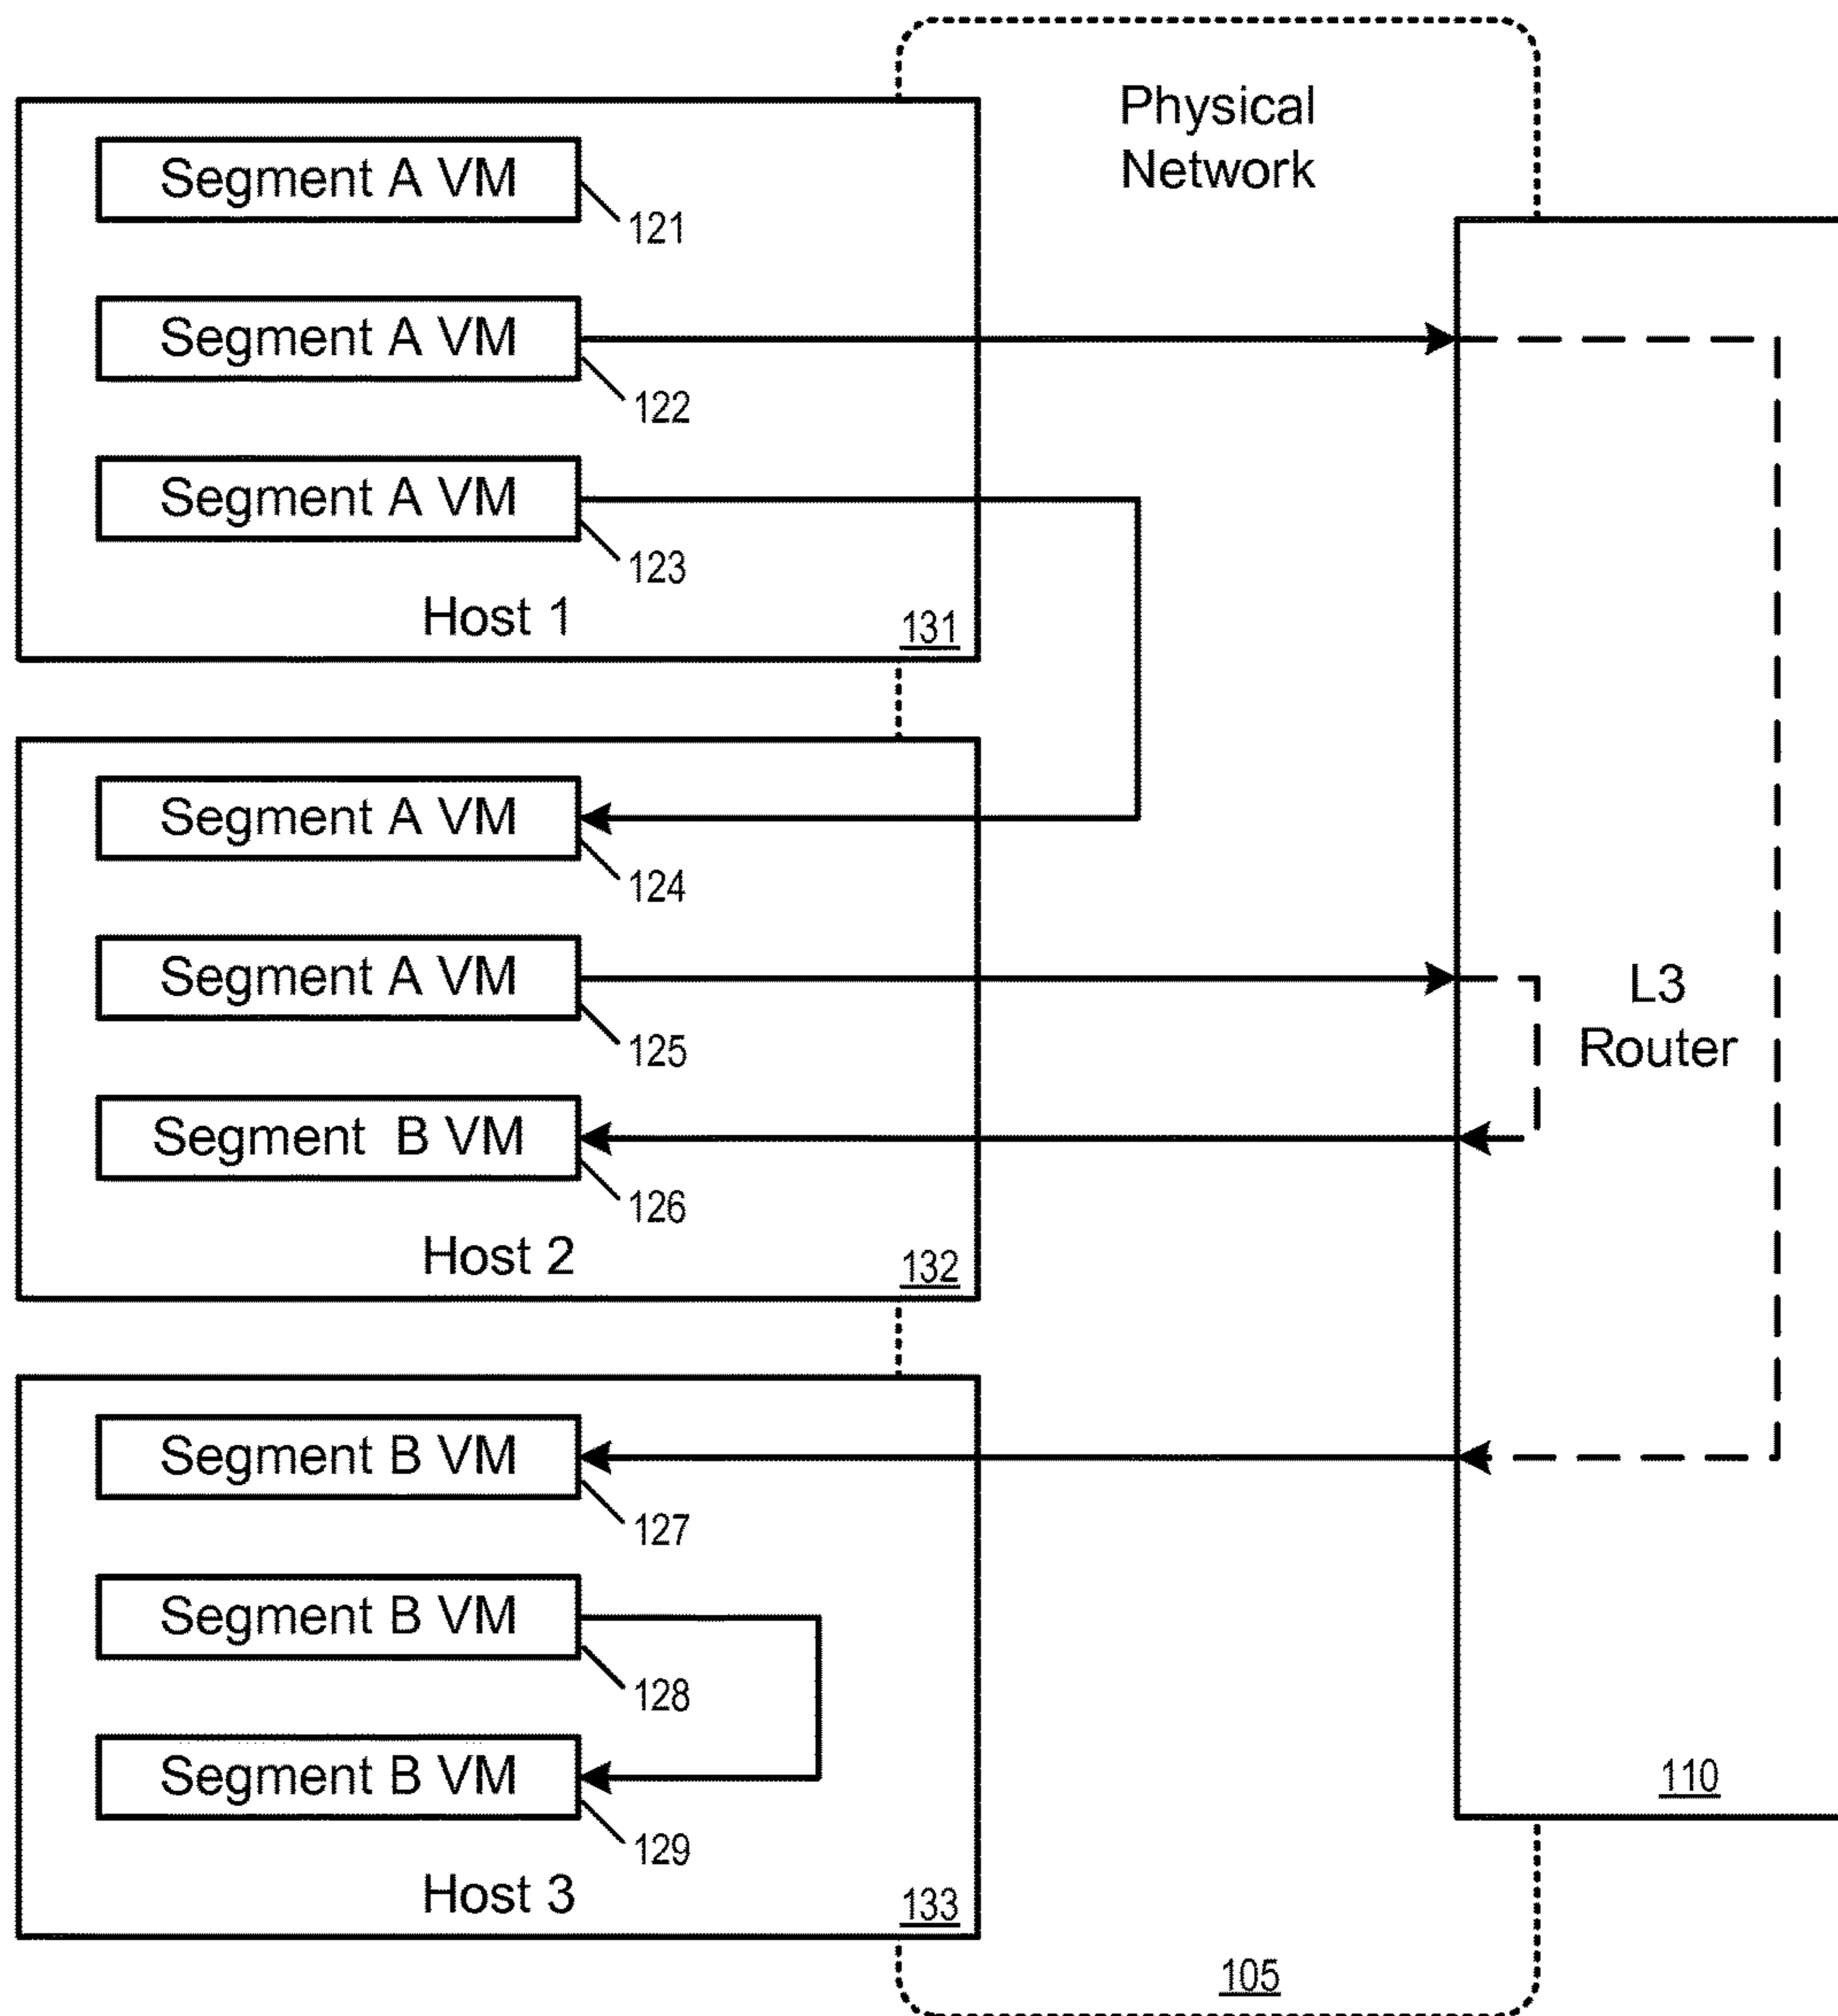 Physical
Network
Segment A VM
121
Segment A VM
122
Segment A VM
123
Host 1
131
Segment A VM
124
Segment A VM
125
L3
Router
Segment B VM
126
Host 2
132
Segment B VM
127
Segment B VM
128
Segment B VM
129
110
Host 3
133
105